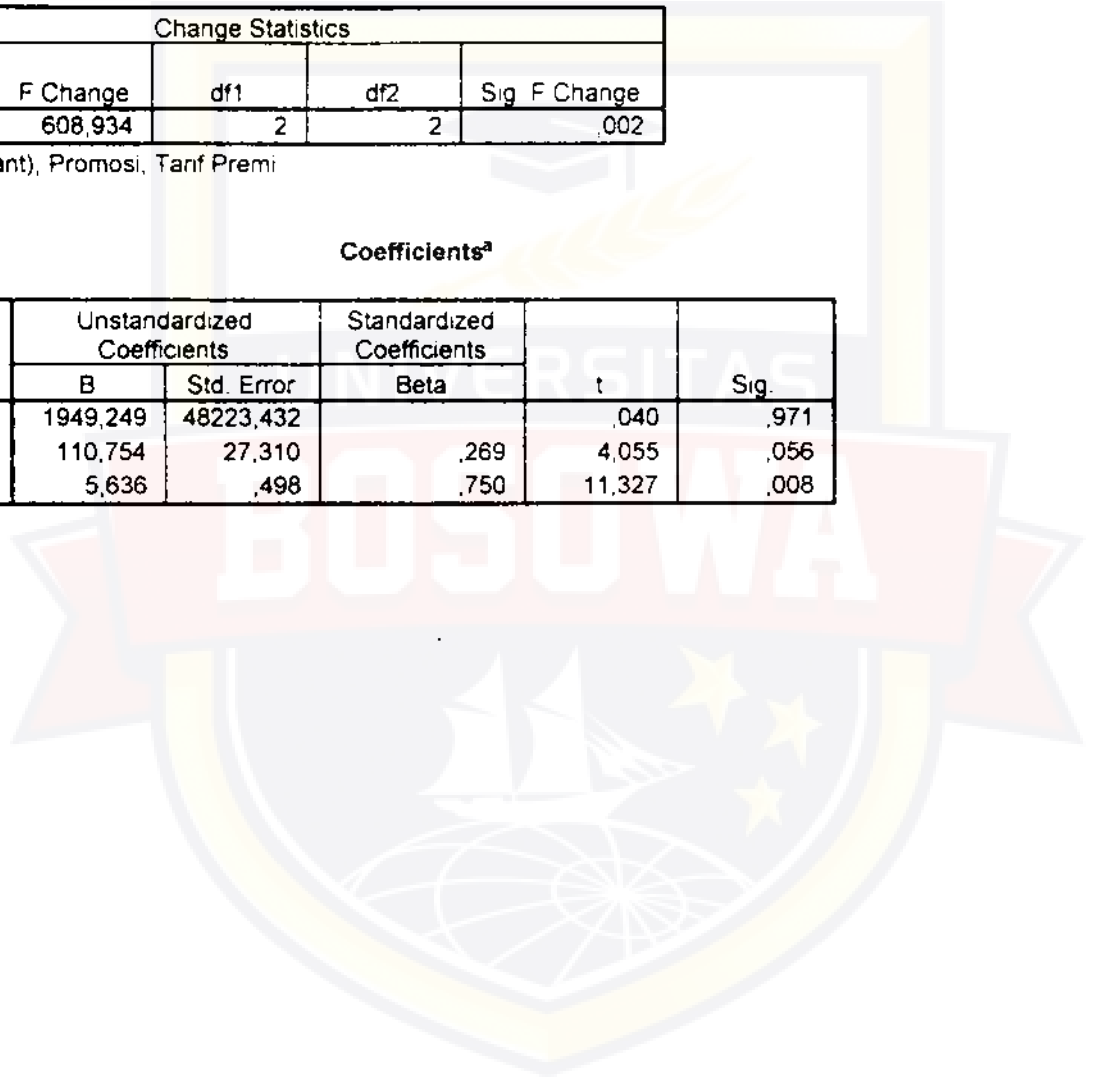 Change Statistics
F Change df1 df2 Sig F Change
608,934 2 2 ,002
ant), Promosi, Tarif Premi
Coefficientsa
Unstandardized Coefficients Standardized Coefficients
B Std. Error Beta t Sig.
1949,249 48223,432 ,040 ,971
110,754 27,310 ,269 4,055 ,056
5,636 ,498 ,750 11,327 ,008
UNIVERSITAS
BOSOWA